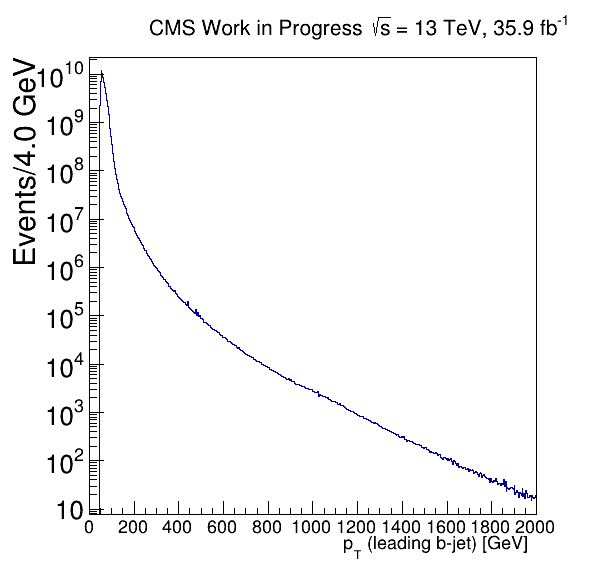 CMS Work in Progress √s = 13 TeV, 35.9 fb⁻¹
Events/4.0 GeV
10¹⁰
10⁹
10⁸
10⁷
10⁶
10⁵
10⁴
10³
10²
10
0 200 400 600 800 1000 1200 1400 1600 1800 2000
p_T (leading b-jet) [GeV]